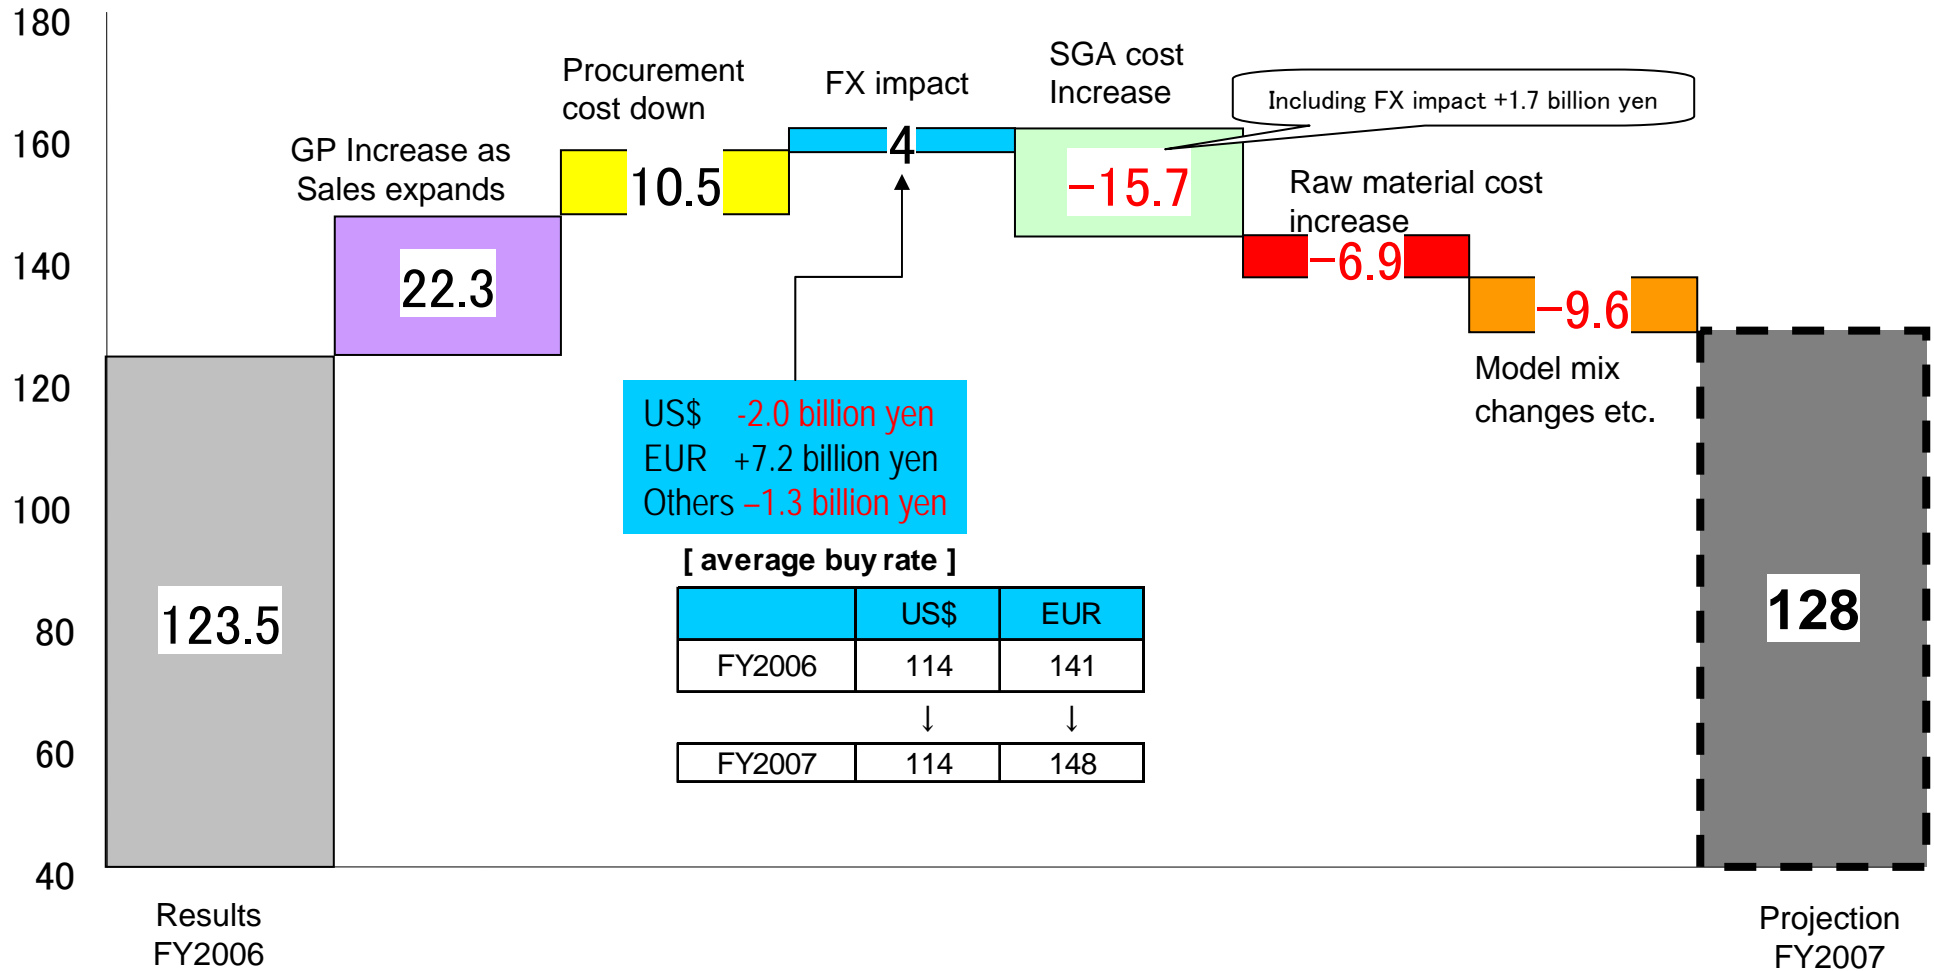 180
160
140
120
100
80
60
40
GP Increase as
Sales expands
Procurement
cost down
FX impact
SGA cost
Increase
Including FX impact +1.7 billion yen
Raw material cost
increase
Model mix
changes etc.
123.5
22.3
10.5
4
−15.7
−6.9
−9.6
128
US$ -2.0 billion yen
EUR +7.2 billion yen
Others –1.3 billion yen
[ average buy rate ]
US$ EUR
FY2006 114 141
↓ ↓
FY2007 114 148
Results
FY2006
Projection
FY2007